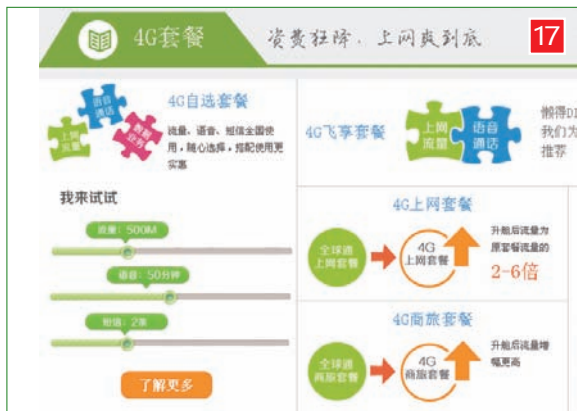 4G套餐
资费狂降，上网爽到底
17
语音
通话
上网
流量
数据
业务
4G自选套餐
流量、语音、短信全国使
用，随心选择，搭配使用更
实惠
我来试试
流量：500M
语音：50分钟
短信：2条
了解更多
4G飞享套餐
上网
流量
语音
通话
懒得DI
我们为
推荐
4G上网套餐
全球通
上网套餐
4G
上网套餐
升舱后流量为
原套餐流量的
2-6倍
4G商旅套餐
全球通
商旅套餐
4G
商旅套餐
升舱后流量增
幅更高